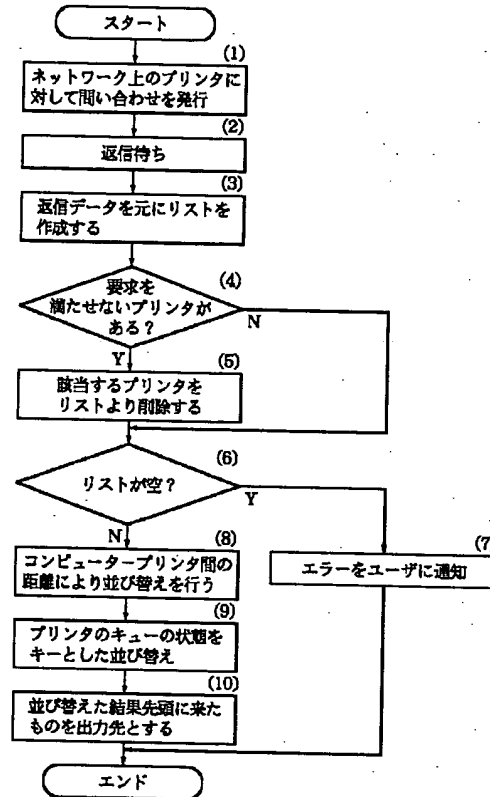 スタート
(1)
ネットワーク上のプリンタに
対して問い合わせを発行
(2)
返信待ち
(3)
返信データを元にリストを
作成する
(4)
要求を
満たせないプリンタが
ある？
N
Y
(5)
該当するプリンタを
リストより削除する
(6)
リストが空？
Y
N
(7)
エラーをユーザに通知
(8)
コンピューター－プリンタ間の
距離により並び替えを行う
(9)
プリンタのキューの状態を
キーとした並び替え
(10)
並び替えた結果先頭に来た
ものを出力先とする
エンド